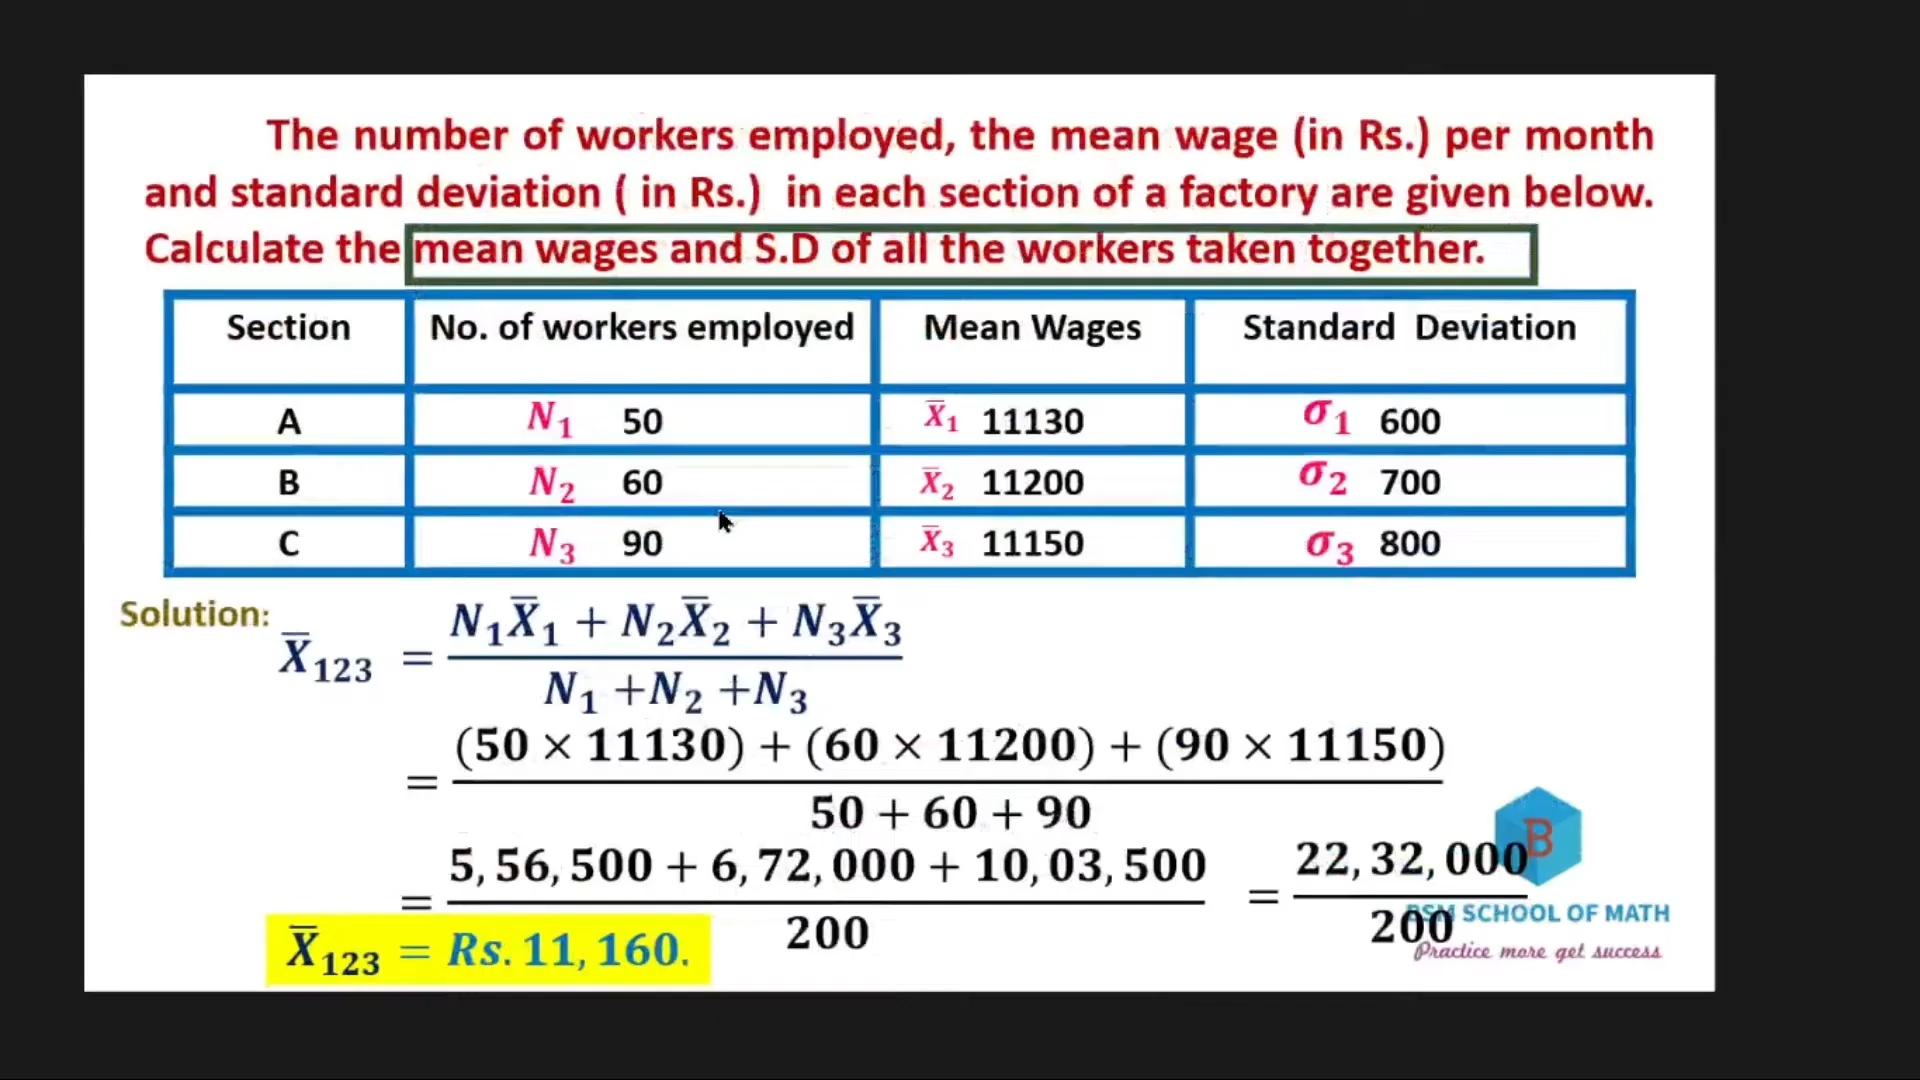 The number of workers employed, the mean wage (in Rs.) per month
and standard deviation ( in Rs.) in each section of a factory are given below.
Calculate the mean wages and S.D of all the workers taken together.
Section No. of workers employed Mean Wages Standard Deviation
A N₁ 50 X̄₁ 11130 σ₁ 600
B N₂ 60 X̄₂ 11200 σ₂ 700
C N₃ 90 X̄₃ 11150 σ₃ 800
Solution:
X̄₁₂₃ = (N₁X̄₁ + N₂X̄₂ + N₃X̄₃) / (N₁ +N₂ +N₃)
= ((50 × 11130) + (60 × 11200) + (90 × 11150)) / (50 + 60 + 90)
= (5, 56, 500 + 6, 72, 000 + 10, 03, 500) / 200 = 22, 32, 000 / 200
X̄₁₂₃ = Rs. 11, 160.
B
BSM SCHOOL OF MATH
Practice more get success